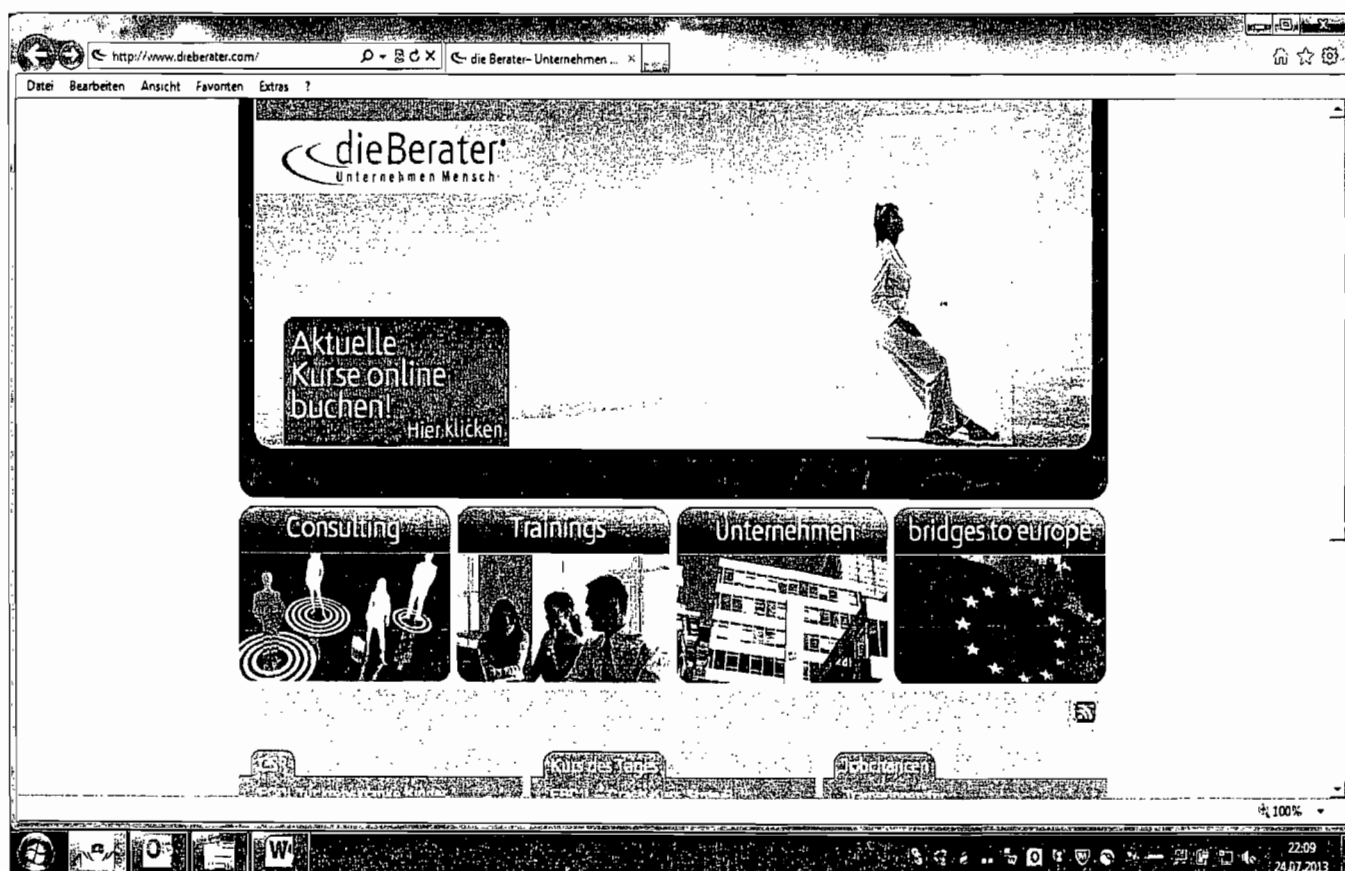 http://www.dieberater.com/
die Berater– Unternehmen ...
Datei Bearbeiten Ansicht Favoriten Extras ?
dieBerater
Unternehmen Mensch
Aktuelle
Kurse online
buchen!
Hier klicken
Consulting Trainings Unternehmen bridges to europe
Kurs des Tages Jobchancen
100%
22:09
24.07.2013